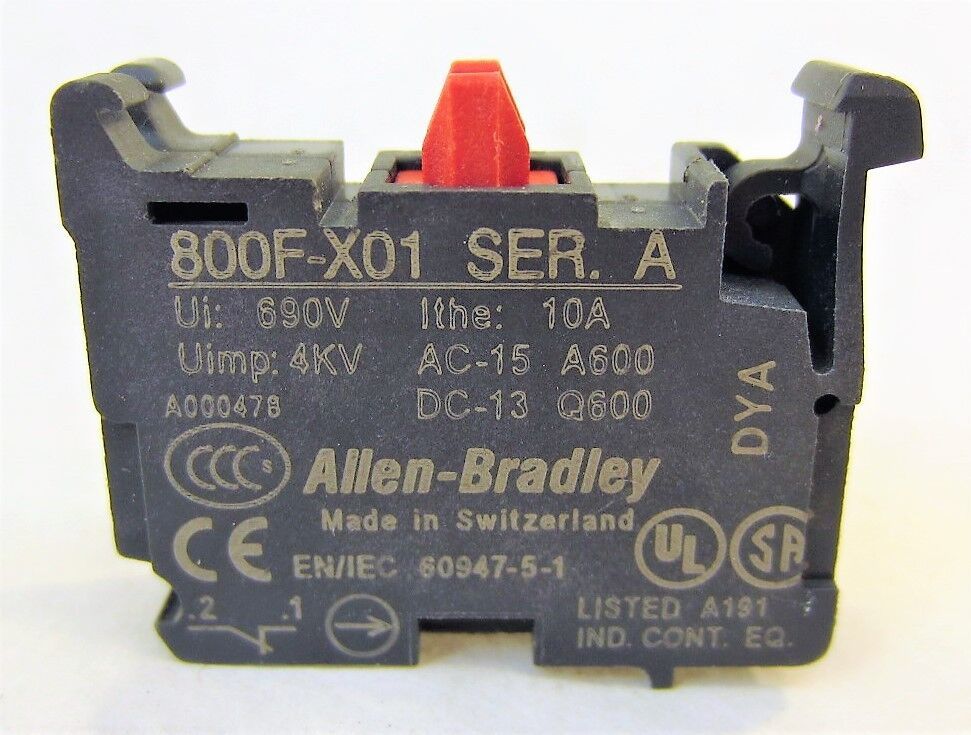 800F-X01 SER. A
Ui: 690V Ithe: 10A
Uimp: 4KV AC-15 A600
A000478 DC-13 Q600
DYA
CCC S Allen-Bradley
Made in Switzerland
CE EN/IEC 60947-5-1 UL SA
.2 .1 LISTED A191
IND. CONT. EQ.